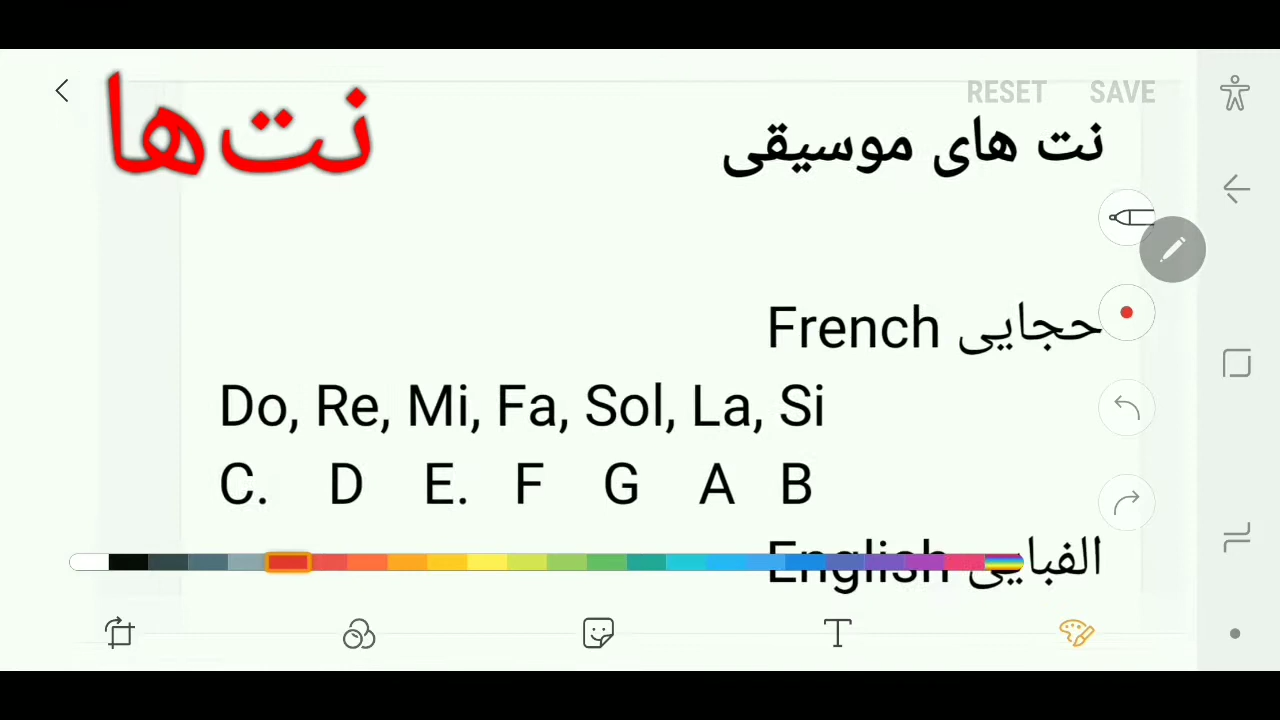 نت‌ها
RESET SAVE
نت های موسیقی
حجایی French
Do, Re, Mi, Fa, Sol, La, Si
C. D E. F G A B
الفبایی English
T